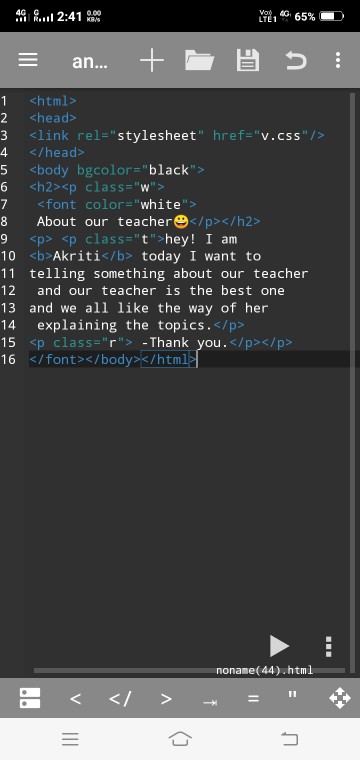 4G G 2:41 0.00 KB/s Vo) LTE1 4G 65%
an...
1 <html>
2 <head>
3 <link rel="stylesheet" href="v.css"/>
4 </head>
5 <body bgcolor="black">
6 <h2><p class="w">
7 <font color="white">
8 About our teacher😃</p></h2>
9 <p> <p class="t">hey! I am
10 <b>Akriti</b> today I want to
11 telling something about our teacher
12 and our teacher is the best one
13 and we all like the way of her
14 explaining the topics.</p>
15 <p class="r"> -Thank you.</p></p>
16 </font></body></html>
noname(44).html
< </ > = "